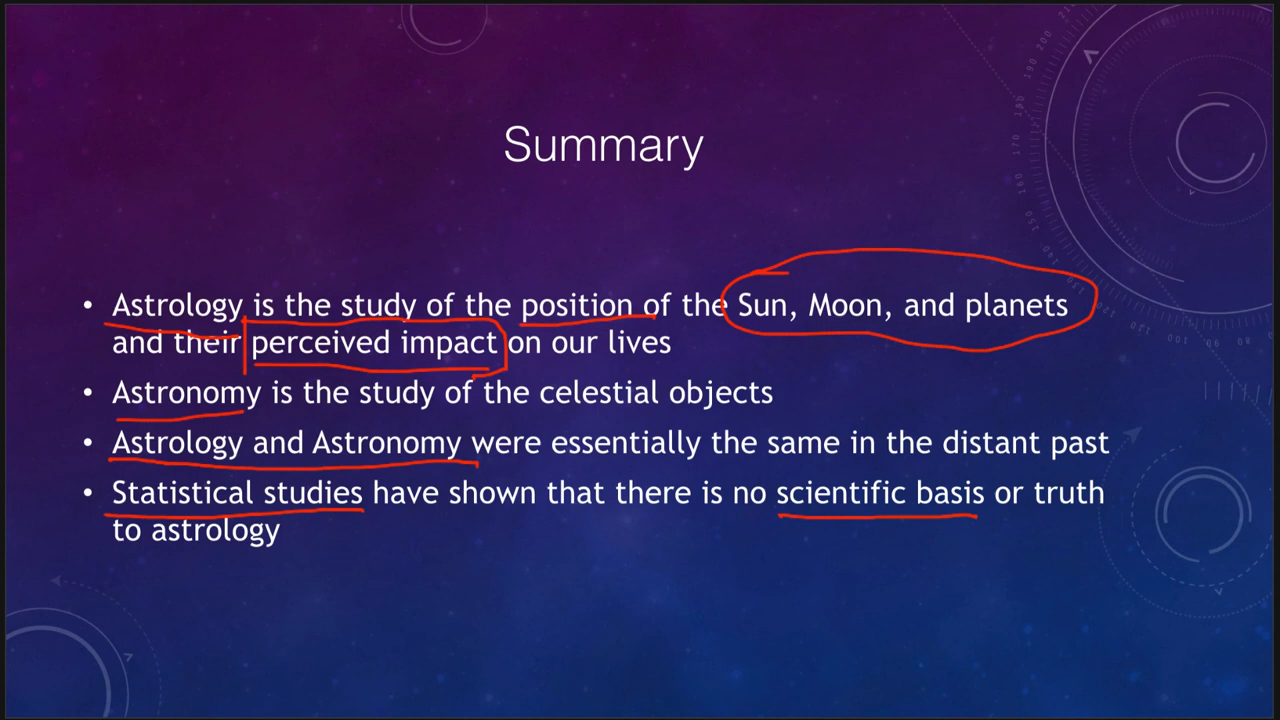 Summary
• Astrology is the study of the position of the Sun, Moon, and planets
and their perceived impact on our lives
• Astronomy is the study of the celestial objects
• Astrology and Astronomy were essentially the same in the distant past
• Statistical studies have shown that there is no scientific basis or truth
to astrology